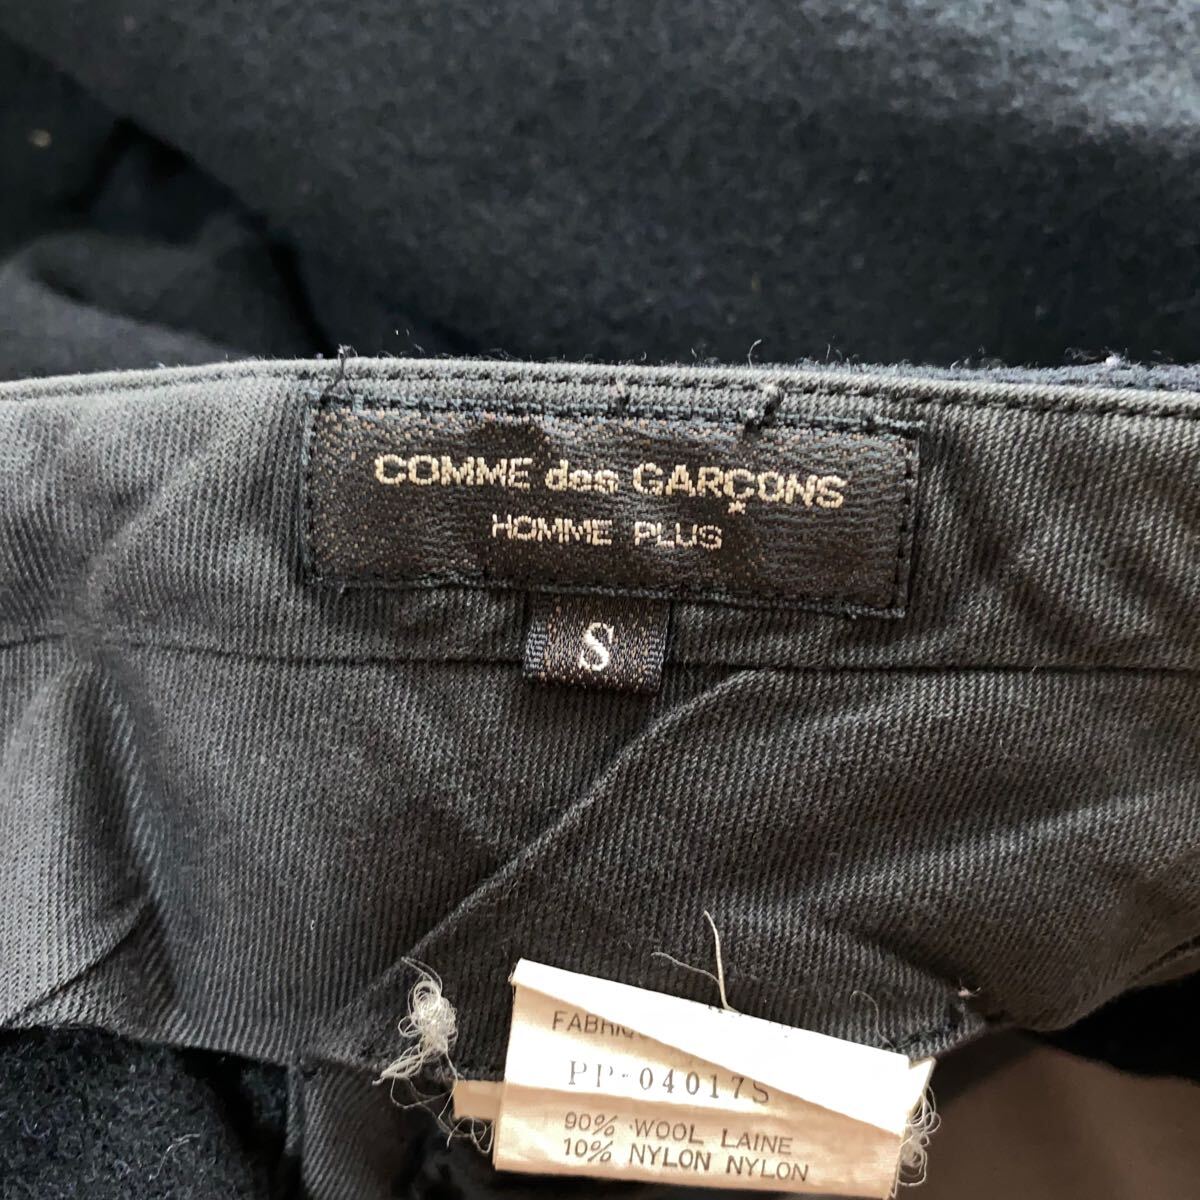 COMME des GARÇONS
HOMME PLUS
S
PP-04017S
90% WOOL LAINE
10% NYLON NYLON